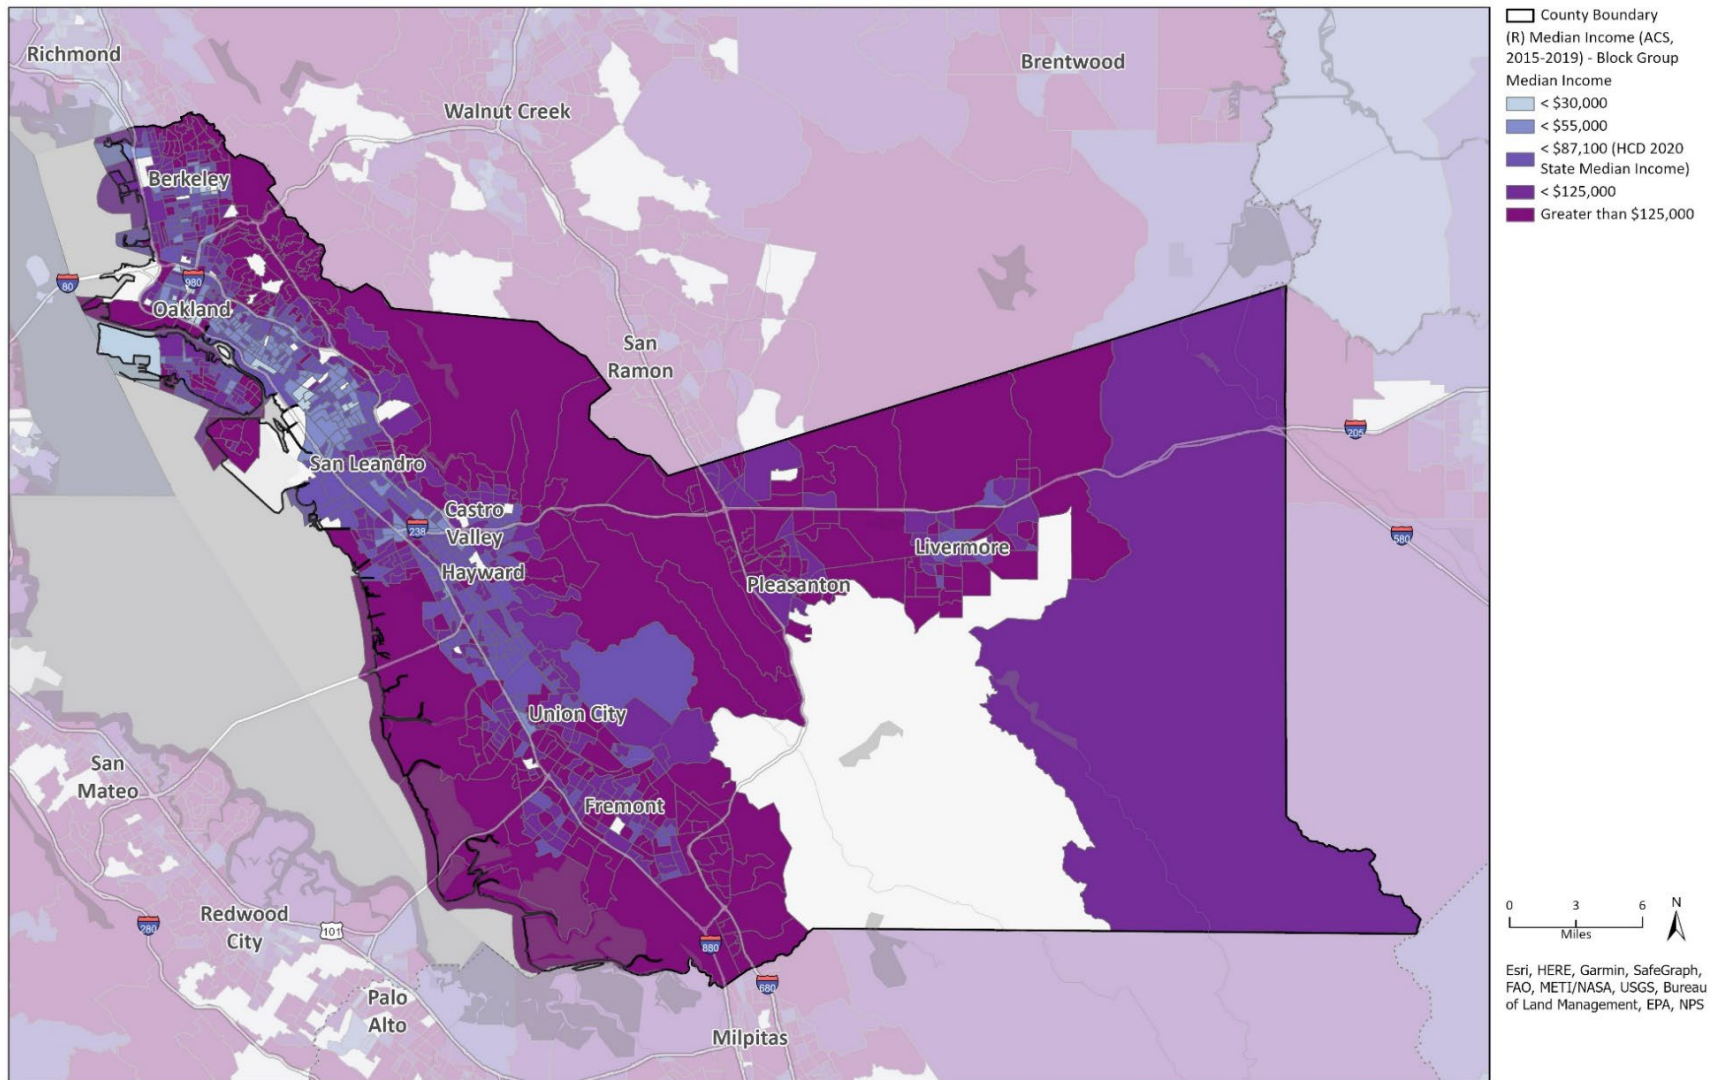 Richmond
Brentwood
Walnut Creek
Berkeley
80
980
Oakland
San
Ramon
205
San Leandro
Castro
Valley
238
580
Livermore
Hayward
Pleasanton
Union City
San
Mateo
Fremont
Redwood
City
280
101
880
680
Palo
Alto
Milpitas
County Boundary
(R) Median Income (ACS,
2015-2019) - Block Group
Median Income
< $30,000
< $55,000
< $87,100 (HCD 2020
State Median Income)
< $125,000
Greater than $125,000
0 3 6
Miles
N
Esri, HERE, Garmin, SafeGraph,
FAO, METI/NASA, USGS, Bureau
of Land Management, EPA, NPS